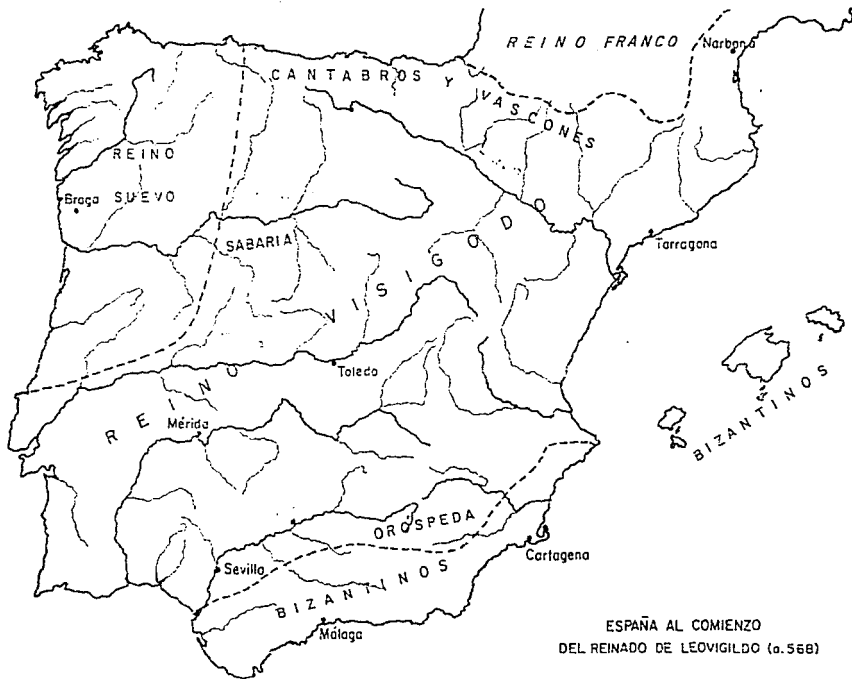 REINO FRANCO
Narbona
CANTABROS Y VASCONES
REINO
SUEVO
Braga
SABARIA
Tarragona
REINO VISIGODO
Toledo
Mérida
BIZANTINOS
OROSPEDA
Cartagena
Sevilla
BIZANTINOS
Málaga
ESPAÑA AL COMIENZO
DEL REINADO DE LEOVIGILDO (a.568)